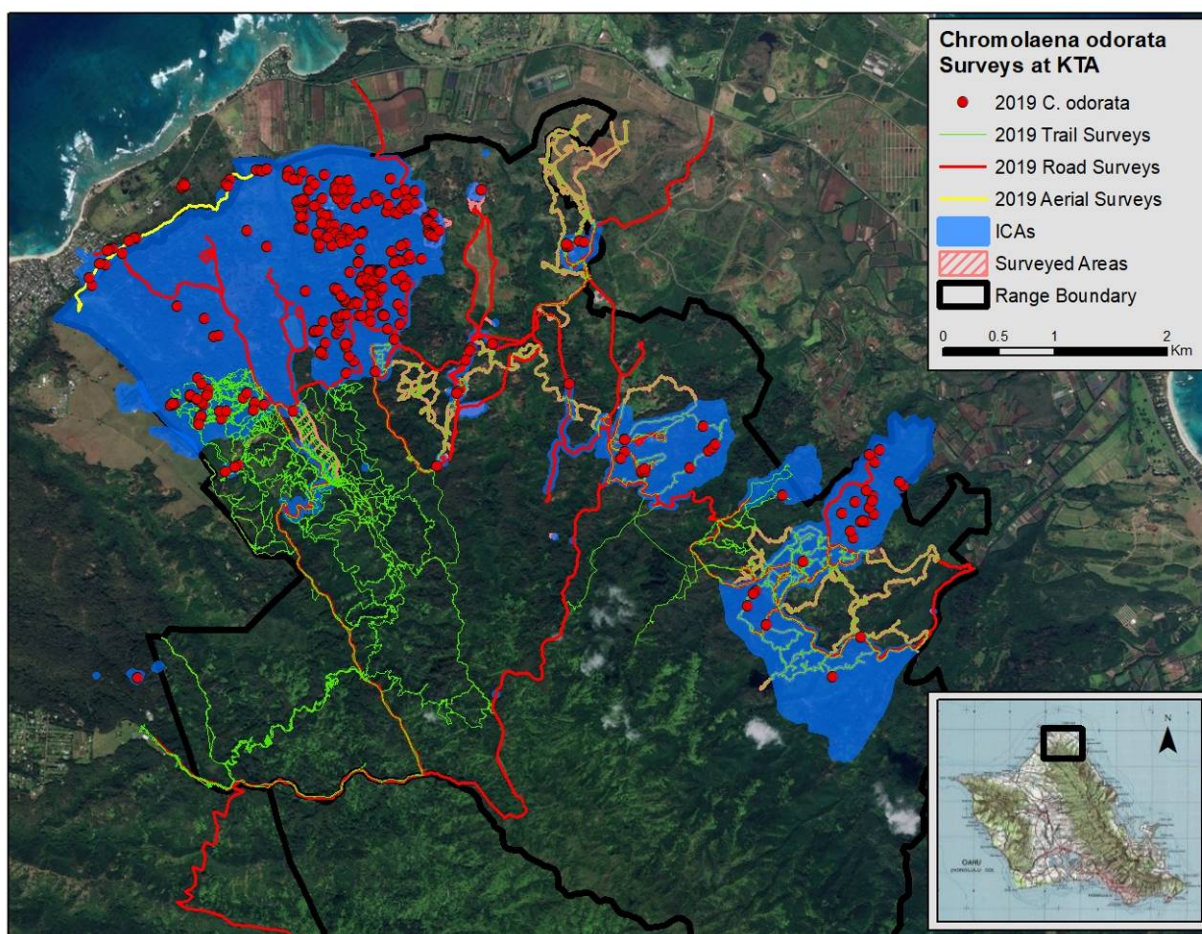 Chromolaena odorata
Surveys at KTA
2019 C. odorata
2019 Trail Surveys
2019 Road Surveys
2019 Aerial Surveys
ICAs
Surveyed Areas
Range Boundary
0 0.5 1 2
Km
N
OAHU